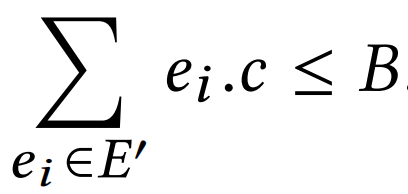 ∑ e_i.c ≤ B.
e_i ∈ E′